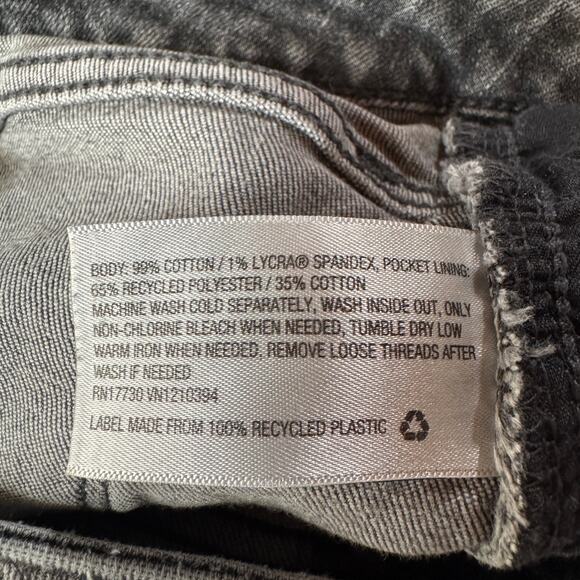 BODY: 99% COTTON / 1% LYCRA® SPANDEX, POCKET LINING:
65% RECYCLED POLYESTER / 35% COTTON
MACHINE WASH COLD SEPARATELY, WASH INSIDE OUT, ONLY
NON-CHLORINE BLEACH WHEN NEEDED, TUMBLE DRY LOW
WARM IRON WHEN NEEDED, REMOVE LOOSE THREADS AFTER
WASH IF NEEDED
RN17730 VN1210394
LABEL MADE FROM 100% RECYCLED PLASTIC